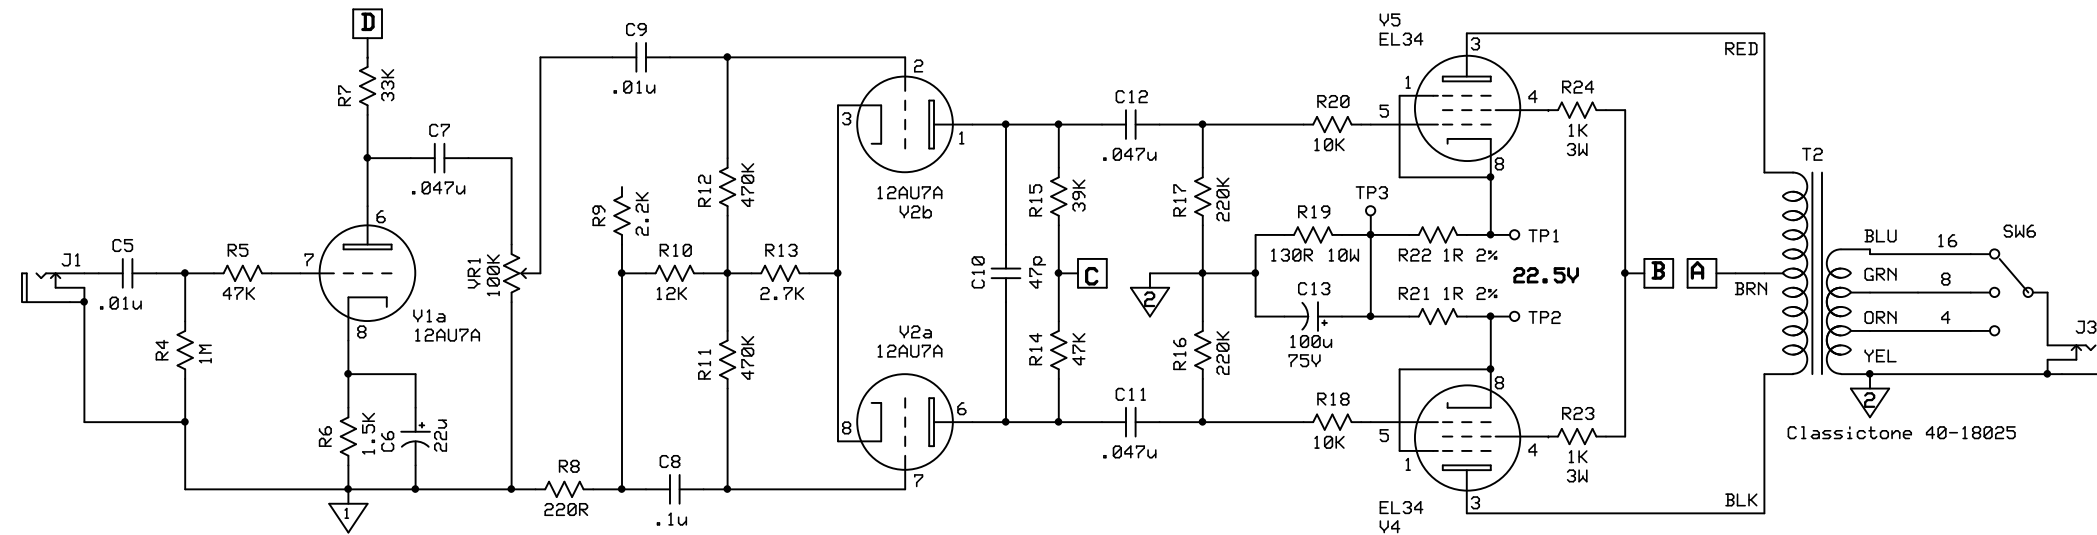 D
R7
33K
C7
.047u
6
7
8
J1
C5
.01u
R5
47K
R4
1M
V1a
12AU7A
R6
1.5K
C6
+
22u
1
VR1
100K
C9
.01u
R12
470K
R9
2.2K
R10
12K
R13
2.7K
R11
470K
R8
220R
C8
.1u
2
3
1
12AU7A
V2b
V2a
12AU7A
6
8
7
C10
47p
R15
39K
C
R14
47K
C12
.047u
C11
.047u
R17
220K
R16
220K
2
R20
10K
R18
10K
TP3
R19
130R 10W
C13
+
100u
75V
R22 1R 2%
R21 1R 2%
TP1
22.5V
TP2
V5
EL34
3
1
5
4
8
R24
1K
3W
8
5
1
4
3
R23
1K
3W
EL34
V4
RED
BLK
B
A
BRN
T2
BLU
16
GRN
8
ORN
4
YEL
SW6
J3
2
Classictone 40-18025